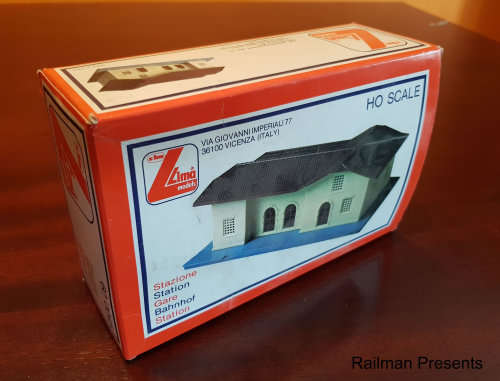 HO SCALE
VIA GIOVANNI IMPERIALI 77
36100 VICENZA (ITALY)
Lima
models
Stazione
Station
Gare
Bahnhof
Station
Railman Presents